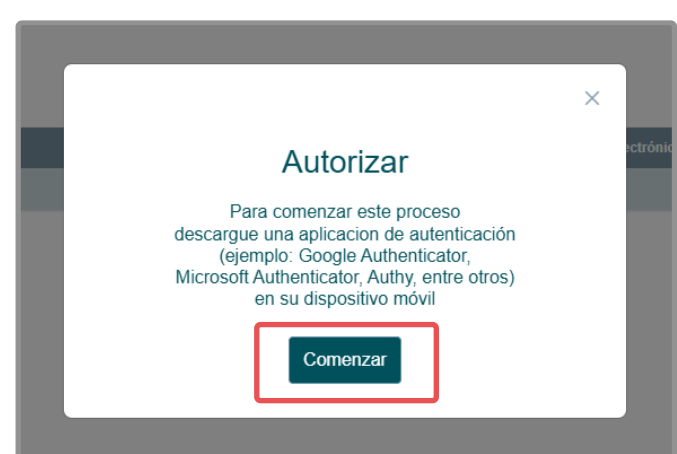 Autorizar
Para comenzar este proceso
descargue una aplicacion de autenticación
(ejemplo: Google Authenticator,
Microsoft Authenticator, Authy, entre otros)
en su dispositivo móvil
Comenzar